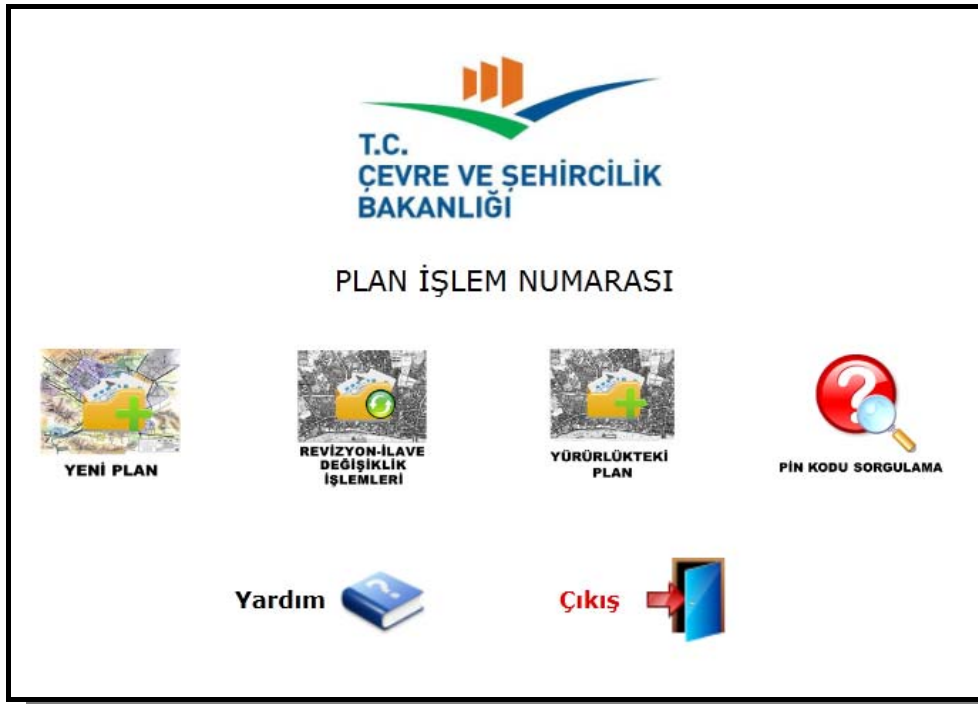 T.C.
ÇEVRE VE ŞEHİRCİLİK
BAKANLIĞI
PLAN İŞLEM NUMARASI
YENİ PLAN
REVİZYON-İLAVE
DEĞİŞİKLİK
İŞLEMLERİ
YÜRÜRLÜKTEKİ
PLAN
PİN KODU SORGULAMA
Yardım
Çıkış